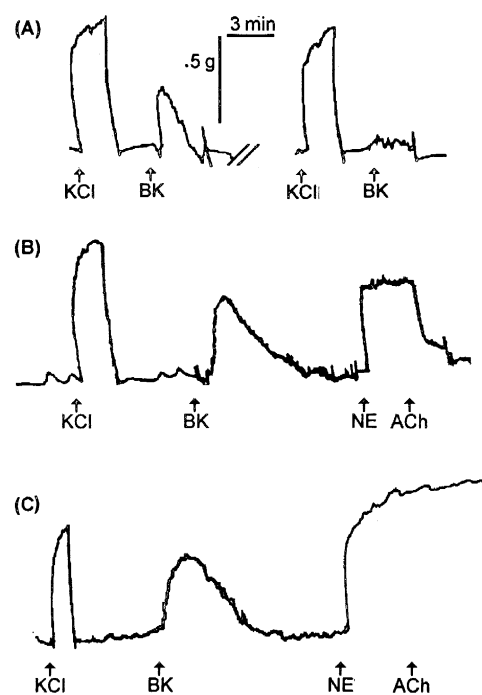 (A)
3 min
.5 g
KCl BK KCl BK
(B)
KCl BK NE ACh
(C)
KCl BK NE ACh